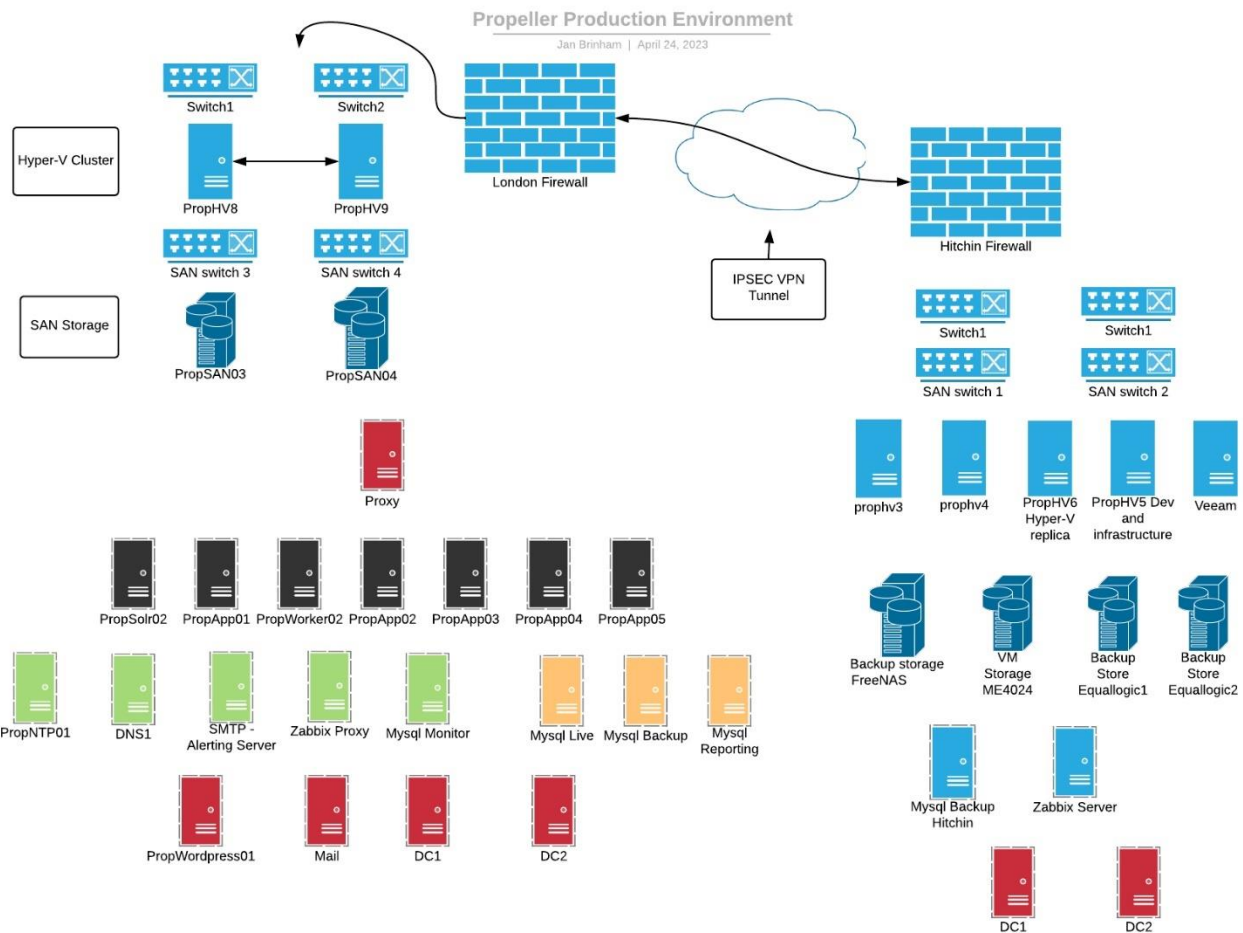 Propeller Production Environment
Jan Brinham | April 24, 2023
Switch1
Switch2
Hyper-V Cluster
PropHV8
PropHV9
London Firewall
Hitchin Firewall
SAN switch 3
SAN switch 4
IPSEC VPN
Tunnel
SAN Storage
PropSAN03
PropSAN04
Switch1
Switch1
SAN switch 1
SAN switch 2
Proxy
prophv3
prophv4
PropHV6
Hyper-V
replica
PropHV5 Dev
and
infrastructure
Veeam
PropSolr02
PropApp01
PropWorker02
PropApp02
PropApp03
PropApp04
PropApp05
Backup storage
FreeNAS
VM
Storage
ME4024
Backup
Store
Equallogic1
Backup
Store
Equallogic2
PropNTP01
DNS1
SMTP -
Alerting Server
Zabbix Proxy
Mysql Monitor
Mysql Live
Mysql Backup
Mysql
Reporting
Mysql Backup
Hitchin
Zabbix Server
PropWordpress01
Mail
DC1
DC2
DC1
DC2